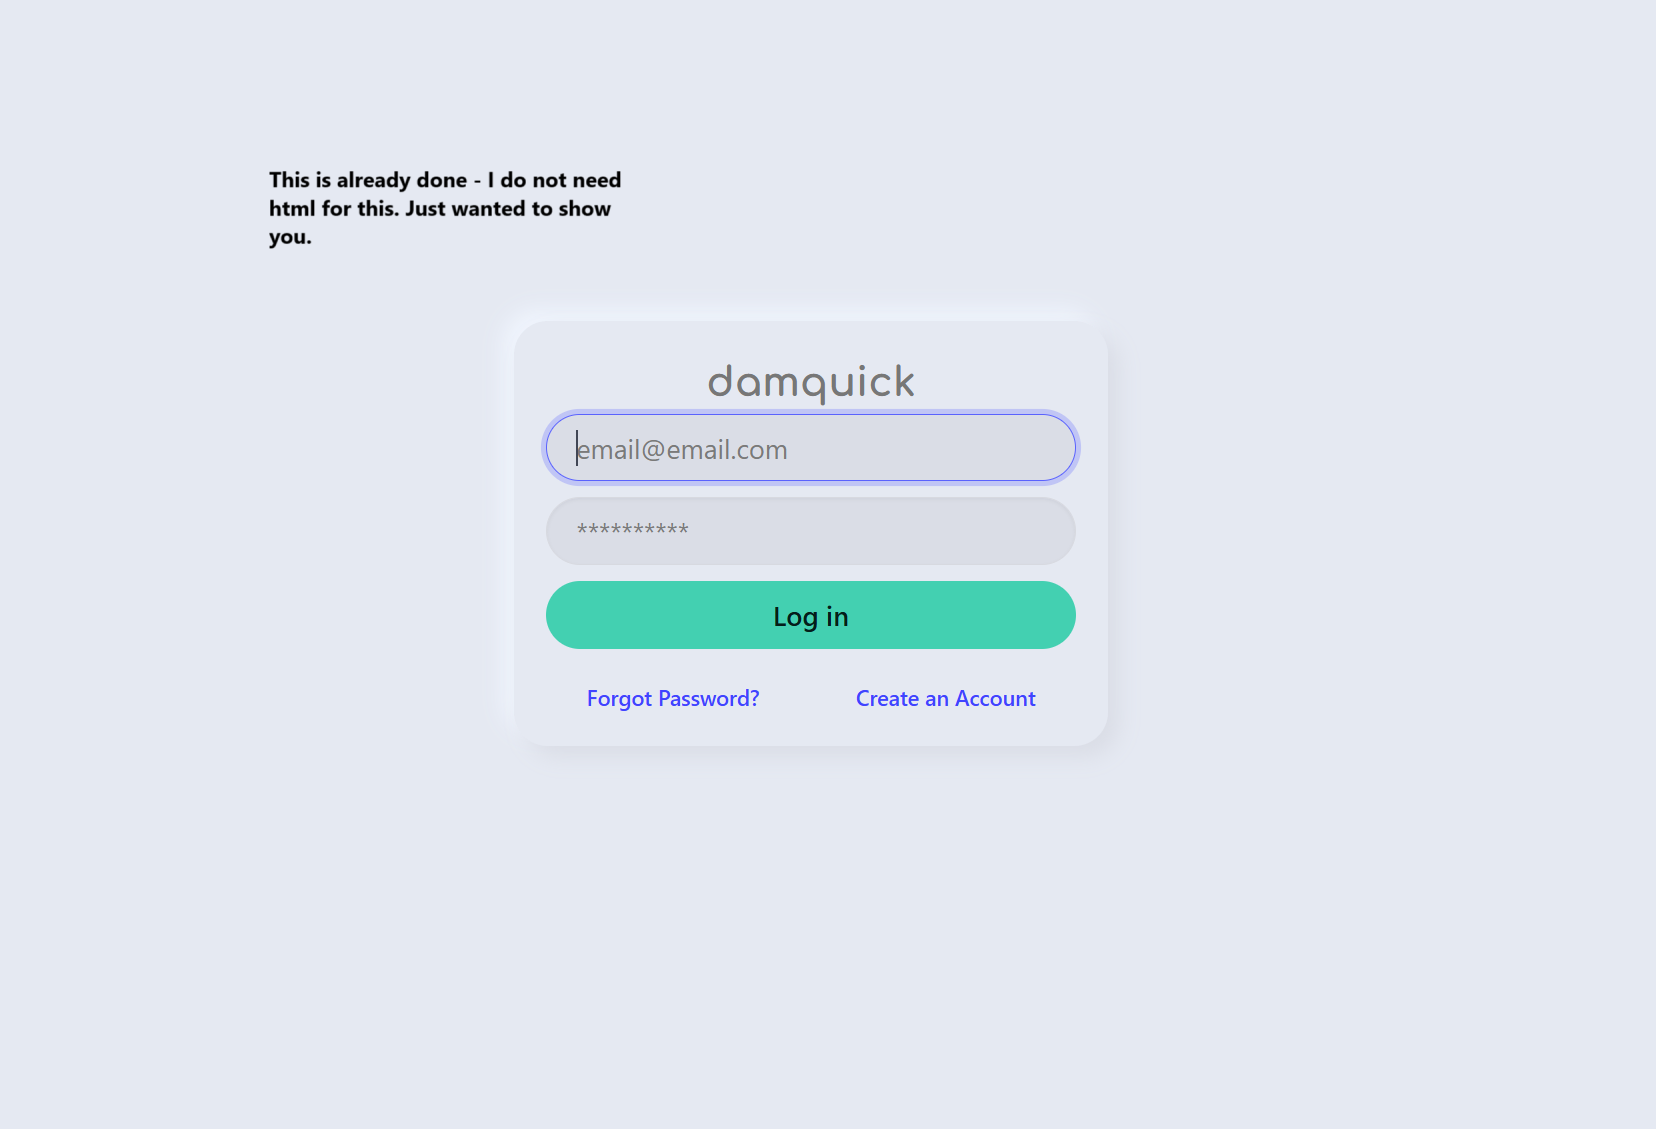 This is already done - I do not need
html for this. Just wanted to show
you.
damquick
email@email.com
**********
Log in
Forgot Password?
Create an Account